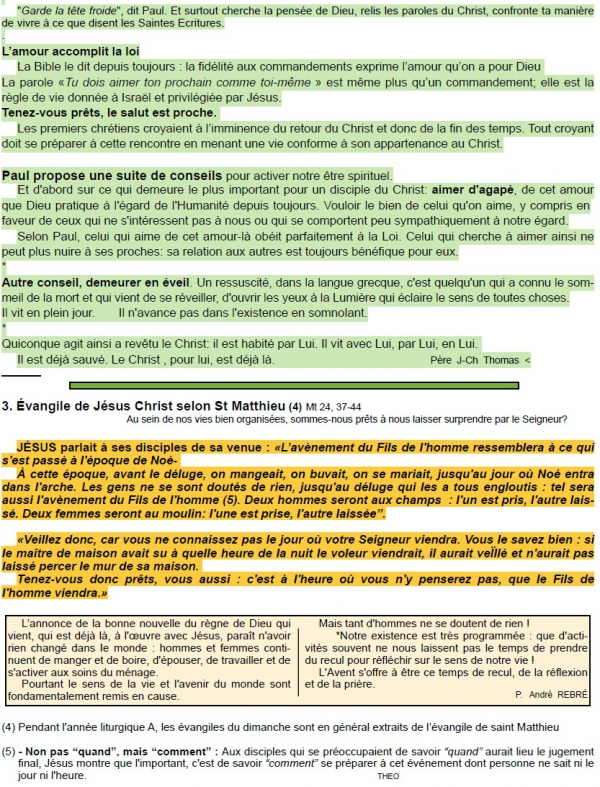 "Garde la tête froide", dit Paul. Et surtout cherche la pensée de Dieu, relis les paroles du Christ, confronte ta manière
de vivre à ce que disent les Saintes Ecritures.
.
L'amour accomplit la loi
La Bible le dit depuis toujours : la fidélité aux commandements exprime l'amour qu'on a pour Dieu
La parole «Tu dois aimer ton prochain comme toi-même » est même plus qu'un commandement; elle est la
règle de vie donnée à Israël et privilégiée par Jésus.
Tenez-vous prêts, le salut est proche.
Les premiers chrétiens croyaient à l'imminence du retour du Christ et donc de la fin des temps. Tout croyant
doit se préparer à cette rencontre en menant une vie conforme à son appartenance au Christ.
Paul propose une suite de conseils pour activer notre être spirituel.
Et d'abord sur ce qui demeure le plus important pour un disciple du Christ: aimer d'agapé, de cet amour
que Dieu pratique à l'égard de l'Humanité depuis toujours. Vouloir le bien de celui qu'on aime, y compris en
faveur de ceux qui ne s'intéressent pas à nous ou qui se comportent peu sympathiquement à notre égard.
Selon Paul, celui qui aime de cet amour-là obéit parfaitement à la Loi. Celui qui cherche à aimer ainsi ne
peut plus nuire à ses proches: sa relation aux autres est toujours bénéfique pour eux.
*
Autre conseil, demeurer en éveil. Un ressuscité, dans la langue grecque, c'est quelqu'un qui a connu le som-
meil de la mort et qui vient de se réveiller, d'ouvrir les yeux à la Lumière qui éclaire le sens de toutes choses.
Il vit en plein jour. Il n'avance pas dans l'existence en somnolant.
*
Quiconque agit ainsi a revêtu le Christ: il est habité par Lui. Il vit avec Lui, par Lui, en Lui.
Il est déjà sauvé. Le Christ , pour lui, est déjà là. Père J-Ch Thomas <
3. Évangile de Jésus Christ selon St Matthieu (4) Mt 24, 37-44
Au sein de nos vies bien organisées, sommes-nous prêts à nous laisser surprendre par le Seigneur?
JÉSUS parlait à ses disciples de sa venue : «L'avènement du Fils de l'homme ressemblera à ce qui
s'est passé à l'époque de Noé-
À cette époque, avant le déluge, on mangeait, on buvait, on se mariait, jusqu'au jour où Noé entra
dans l'arche. Les gens ne se sont doutés de rien, jusqu'au déluge qui les a tous engloutis : tel sera
aussi l'avènement du Fils de l'homme (5). Deux hommes seront aux champs : l'un est pris, l'autre lais-
sé. Deux femmes seront au moulin: l'une est prise, l'autre laissée”.
«Veillez donc, car vous ne connaissez pas le jour où votre Seigneur viendra. Vous le savez bien : si
le maître de maison avait su à quelle heure de la nuit le voleur viendrait, il aurait veillé et n'aurait pas
laissé percer le mur de sa maison.
Tenez-vous donc prêts, vous aussi : c'est à l'heure où vous n'y penserez pas, que le Fils de
l'homme viendra.»
L'annonce de la bonne nouvelle du règne de Dieu qui
vient, qui est déjà là, à l'œuvre avec Jésus, paraît n'avoir
rien changé dans le monde : hommes et femmes conti-
nuent de manger et de boire, d'épouser, de travailler et de
s'activer aux soins du ménage.
Pourtant le sens de la vie et l'avenir du monde sont
fondamentalement remis en cause.
Mais tant d'hommes ne se doutent de rien !
*Notre existence est très programmée : que d'acti-
vités souvent ne nous laissent pas le temps de prendre
du recul pour réfléchir sur le sens de notre vie !
L'Avent s'offre à être ce temps de recul, de la réflexion
et de la prière.
P. André REBRÉ
(4) Pendant l'année liturgique A, les évangiles du dimanche sont en général extraits de l'évangile de saint Matthieu
(5) - Non pas “quand”, mais “comment” : Aux disciples qui se préoccupaient de savoir “quand” aurait lieu le jugement
final, Jésus montre que l'important, c'est de savoir “comment” se préparer à cet événement dont personne ne sait ni le
jour ni l'heure. THEO